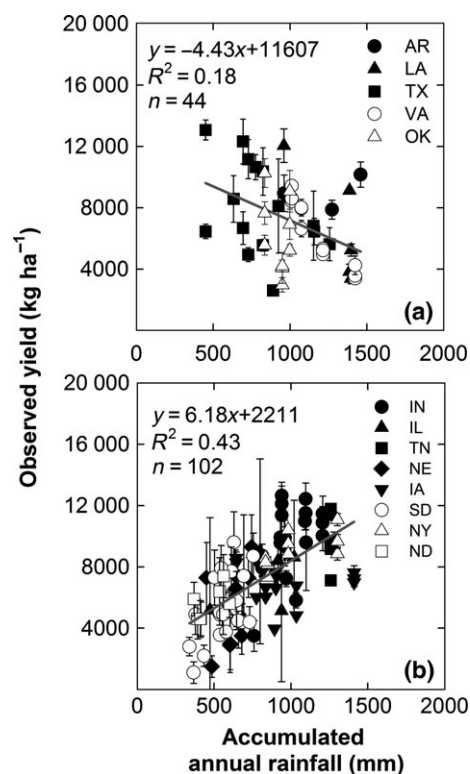 20 000
y = −4.43x+11607
R² = 0.18
n = 44
AR
LA
TX
VA
OK
16 000
12 000
8000
4000
(a)
0 500 1000 1500 2000
20 000
y = 6.18x+2211
R² = 0.43
n = 102
IN
IL
TN
NE
IA
SD
NY
ND
16 000
12 000
8000
4000
(b)
0 500 1000 1500 2000
Observed yield (kg ha⁻¹)
Accumulated
annual rainfall (mm)